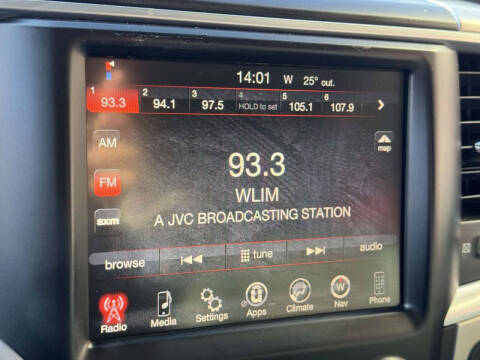 14:01 W 25° out.
1 93.3 2 94.1 3 97.5 4 HOLD to set 5 105.1 6 107.9
AM
map
FM
93.3
WLIM
sxm
A JVC BROADCASTING STATION
browse tune audio
Radio Media Settings Apps Climate W Nav Phone